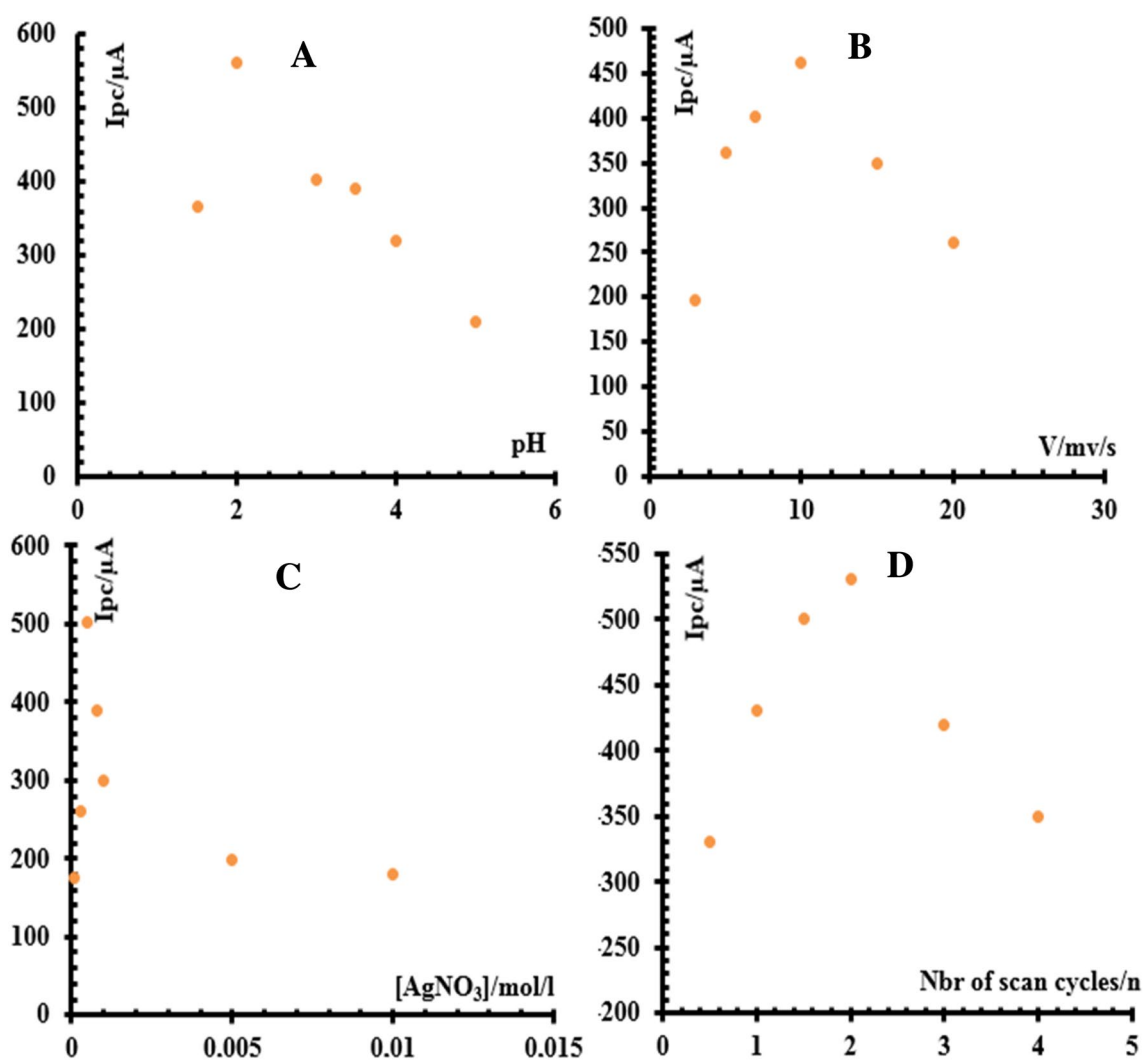 A
Ipc/µA
600
500
400
300
200
100
0
0 2 4 6
pH
B
Ipc/µA
500
450
400
350
300
250
200
150
100
50
0
0 10 20 30
V/mv/s
C
Ipc/µA
600
500
400
300
200
100
0
0 0.005 0.01 0.015
[AgNO₃]/mol/l
D
Ipc/µA
-550
-500
-450
-400
-350
-300
-250
-200
0 1 2 3 4 5
Nbr of scan cycles/n